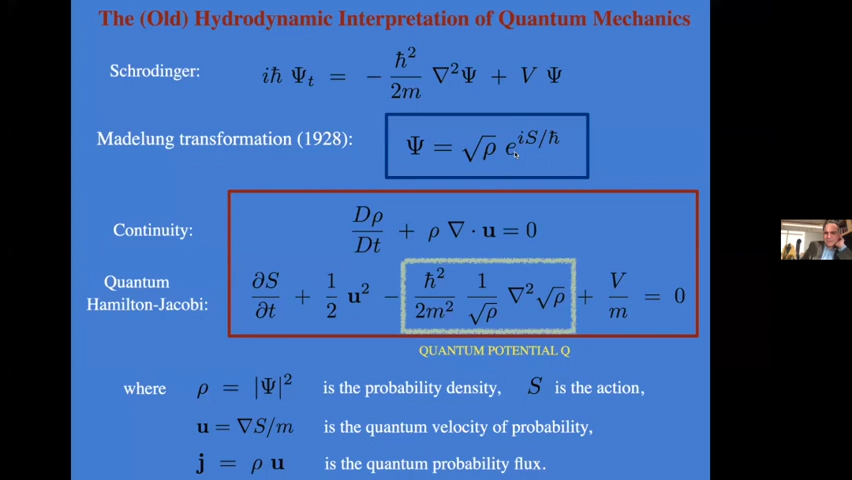 The (Old) Hydrodynamic Interpretation of Quantum Mechanics
Schrodinger: iħ Ψ_t = − ħ²/2m ∇²Ψ + V Ψ
Madelung transformation (1928): Ψ = √ρ e^{iS/ħ}
Continuity: Dρ/Dt + ρ ∇ · u = 0
Quantum
Hamilton-Jacobi: ∂S/∂t + 1/2 u² − ħ²/2m² 1/√ρ ∇²√ρ + V/m = 0
QUANTUM POTENTIAL Q
where ρ = |Ψ|² is the probability density, S is the action,
u = ∇S/m is the quantum velocity of probability,
j = ρ u is the quantum probability flux.